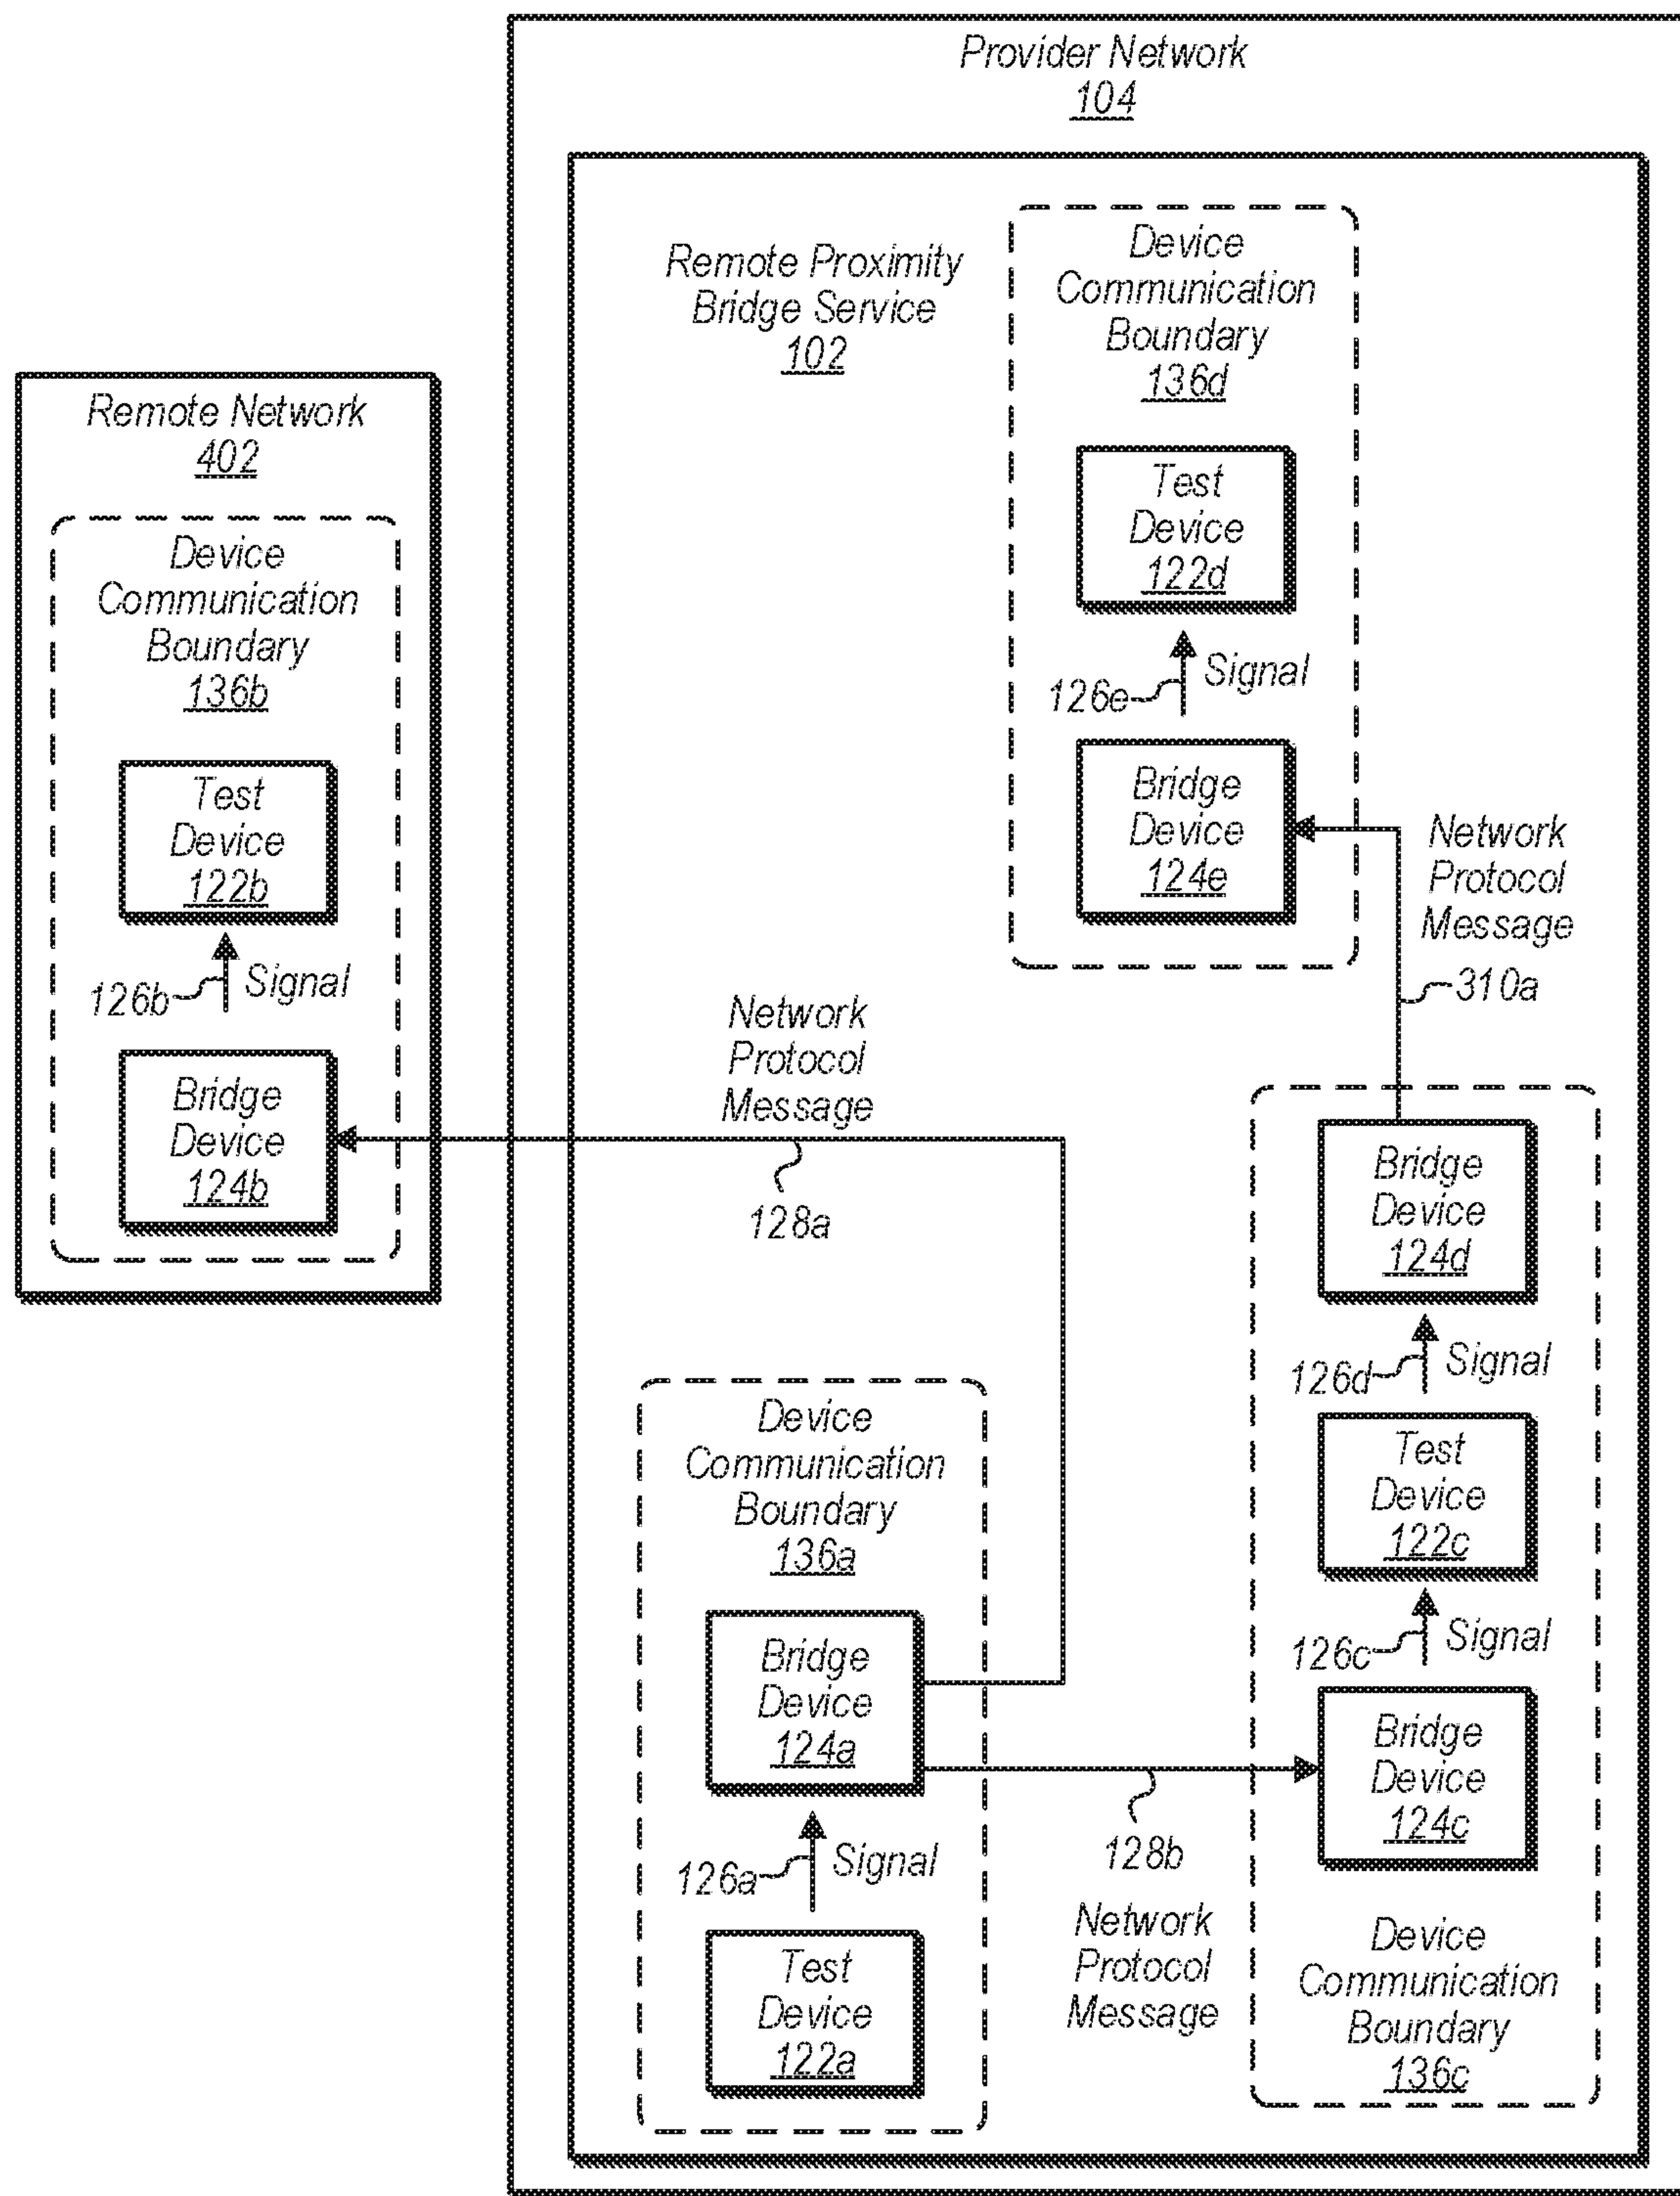 Provider Network
104
Remote Proximity
Bridge Service
102
Device
Communication
Boundary
136d
Test
Device
122d
126e
Signal
Bridge
Device
124e
Network
Protocol
Message
310a
Remote Network
402
Device
Communication
Boundary
136b
Test
Device
122b
126b
Signal
Bridge
Device
124b
Network
Protocol
Message
128a
Bridge
Device
124d
126d
Signal
Test
Device
122c
126c
Signal
Bridge
Device
124c
Device
Communication
Boundary
136c
Device
Communication
Boundary
136a
Bridge
Device
124a
126a
Signal
Test
Device
122a
128b
Network
Protocol
Message